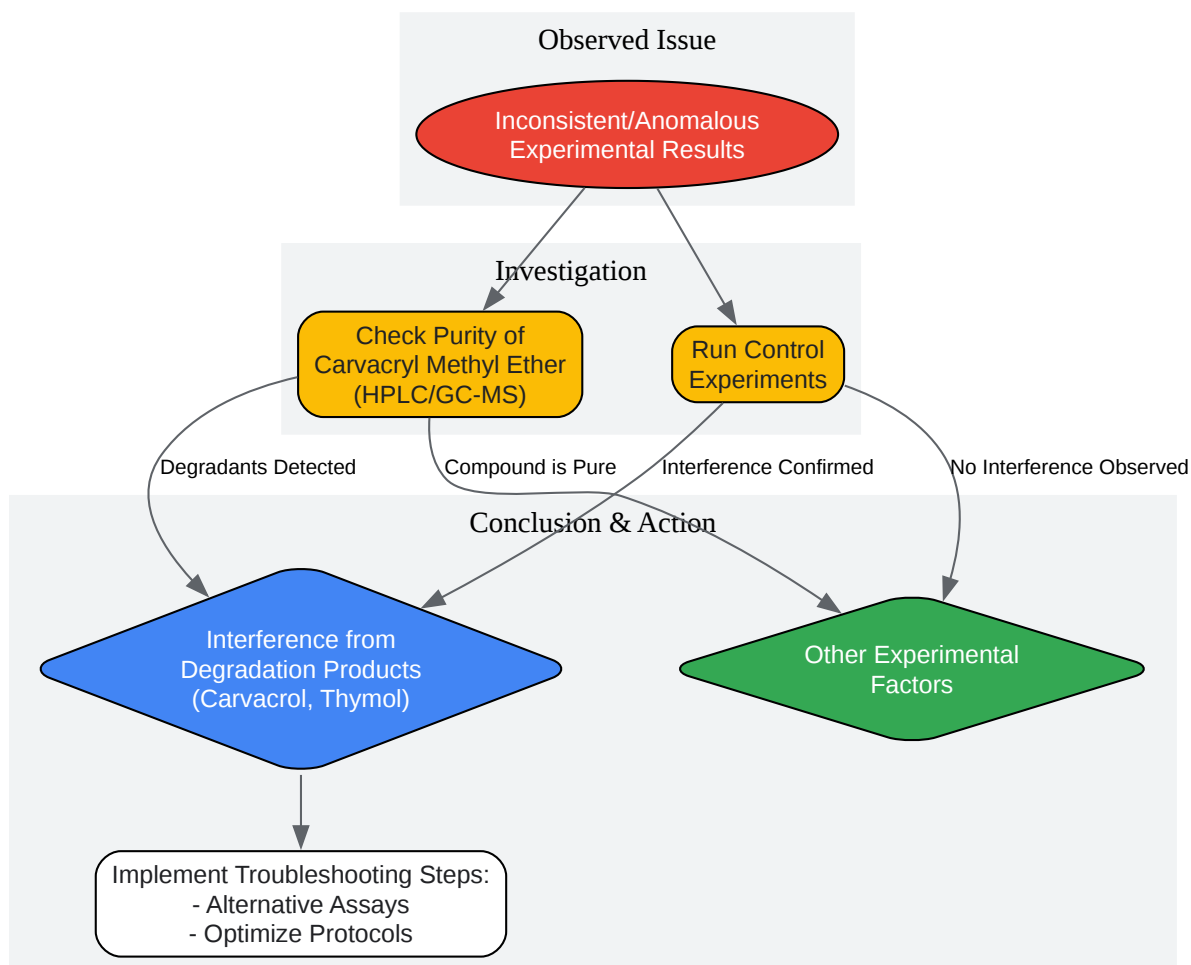 Observed Issue
Inconsistent/Anomalous
Experimental Results
Investigation
Check Purity of
Carvacryl Methyl Ether
(HPLC/GC-MS)
Run Control
Experiments
Degradants Detected
Compound is Pure
Interference Confirmed
No Interference Observed
Conclusion & Action
Interference from
Degradation Products
(Carvacrol, Thymol)
Other Experimental
Factors
Implement Troubleshooting Steps:
- Alternative Assays
- Optimize Protocols